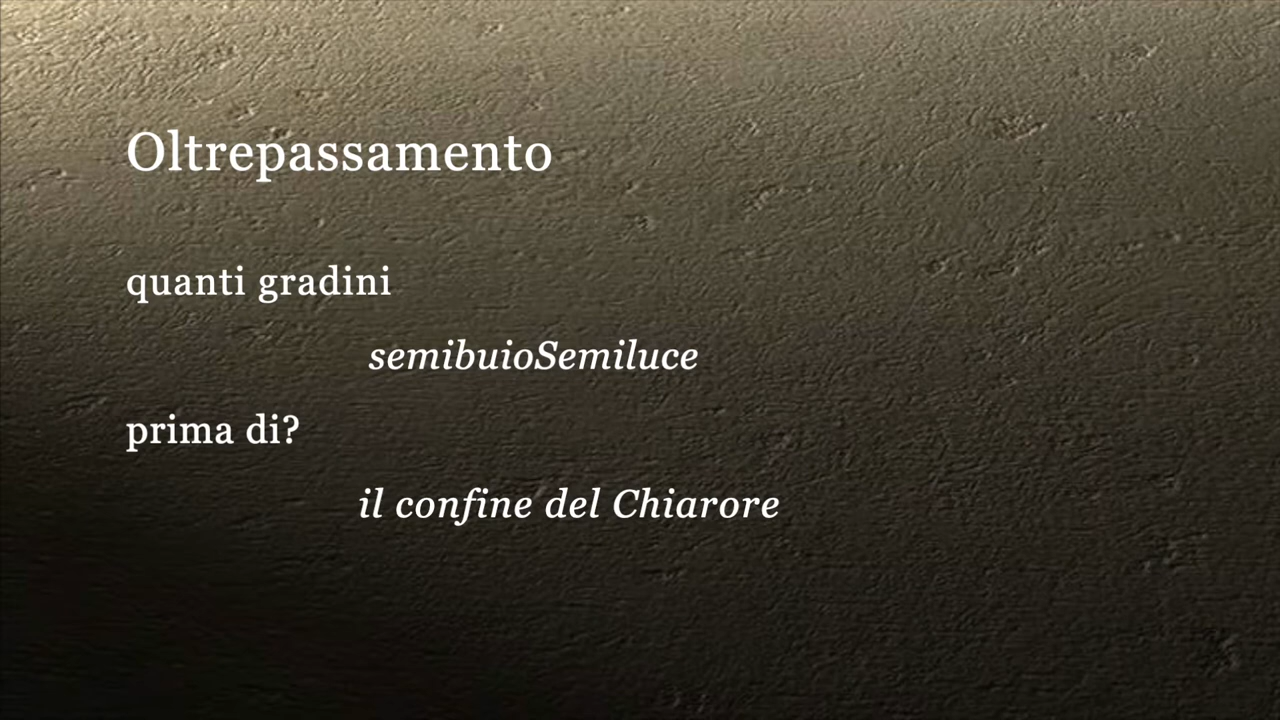 Oltrepassamento
quanti gradini
semibuioSemiluce
prima di?
il confine del Chiarore